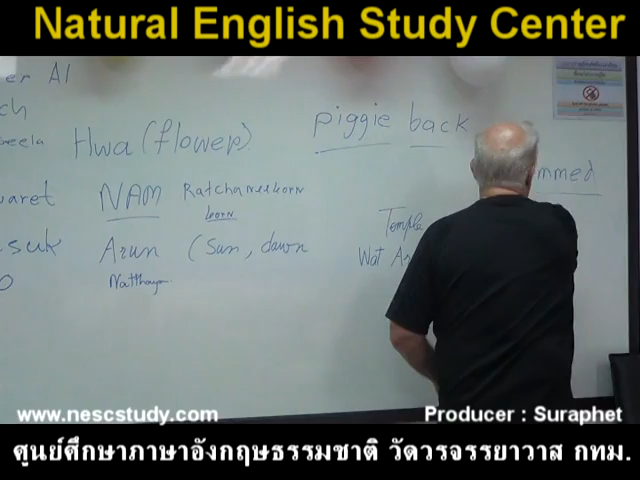 Natural English Study Center
er AI
ch
Hwa (flower)
piggie back
mmed
aret
NAM
Ratchaneekorn
korn
Temple
suk
Arun
(Sun, dawn
Wat Ar
www.nescstudy.com
Producer : Suraphet
ศูนย์ศึกษาภาษาอังกฤษธรรมชาติ วัดวรจรรยาวาส กทม.